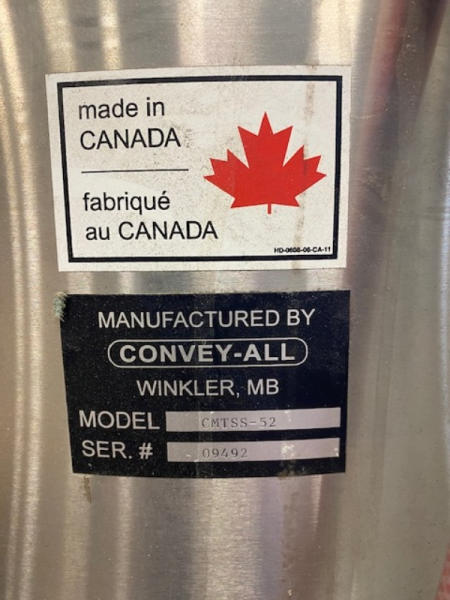 made in
CANADA
fabriqué
au CANADA
HD-0608-06-CA-11
MANUFACTURED BY
CONVEY-ALL
WINKLER, MB
MODEL CMTSS-52
SER. # 09492